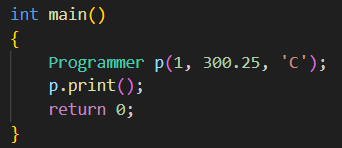 int main()
{
    Programmer p(1, 300.25, 'C');
    p.print();
    return 0;
}